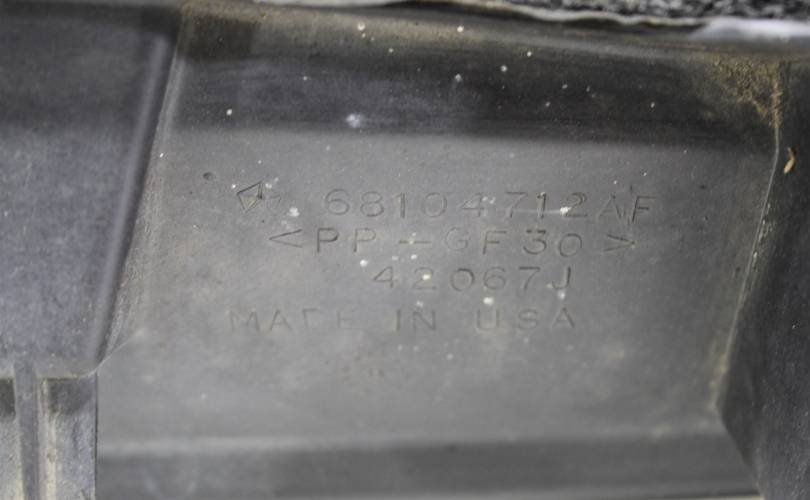 68104712AF
<PP-GF30>
42067J
MADE IN USA